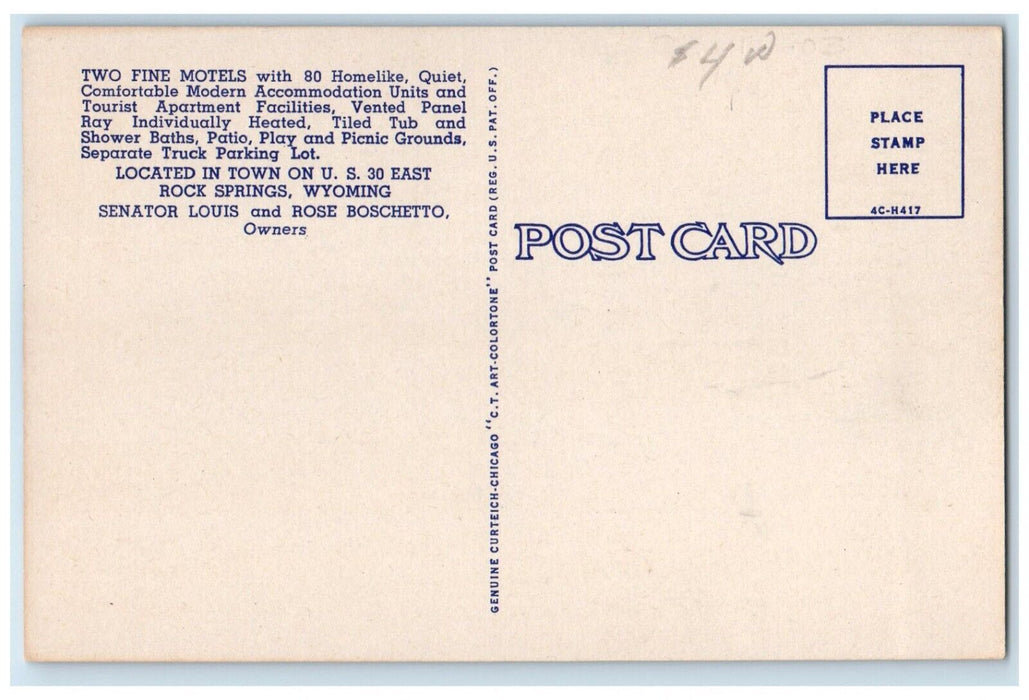 TWO FINE MOTELS with 80 Homelike, Quiet,
Comfortable Modern Accommodation Units and
Tourist Apartment Facilities, Vented Panel
Ray Individually Heated, Tiled Tub and
Shower Baths, Patio, Play and Picnic Grounds,
Separate Truck Parking Lot.
LOCATED IN TOWN ON U. S. 30 EAST
ROCK SPRINGS, WYOMING
SENATOR LOUIS and ROSE BOSCHETTO,
Owners
GENUINE CURTEICH-CHICAGO "C.T. ART-COLORTONE" POST CARD (REG. U.S. PAT. OFF.)
$4
POST CARD
PLACE
STAMP
HERE
4C-H417